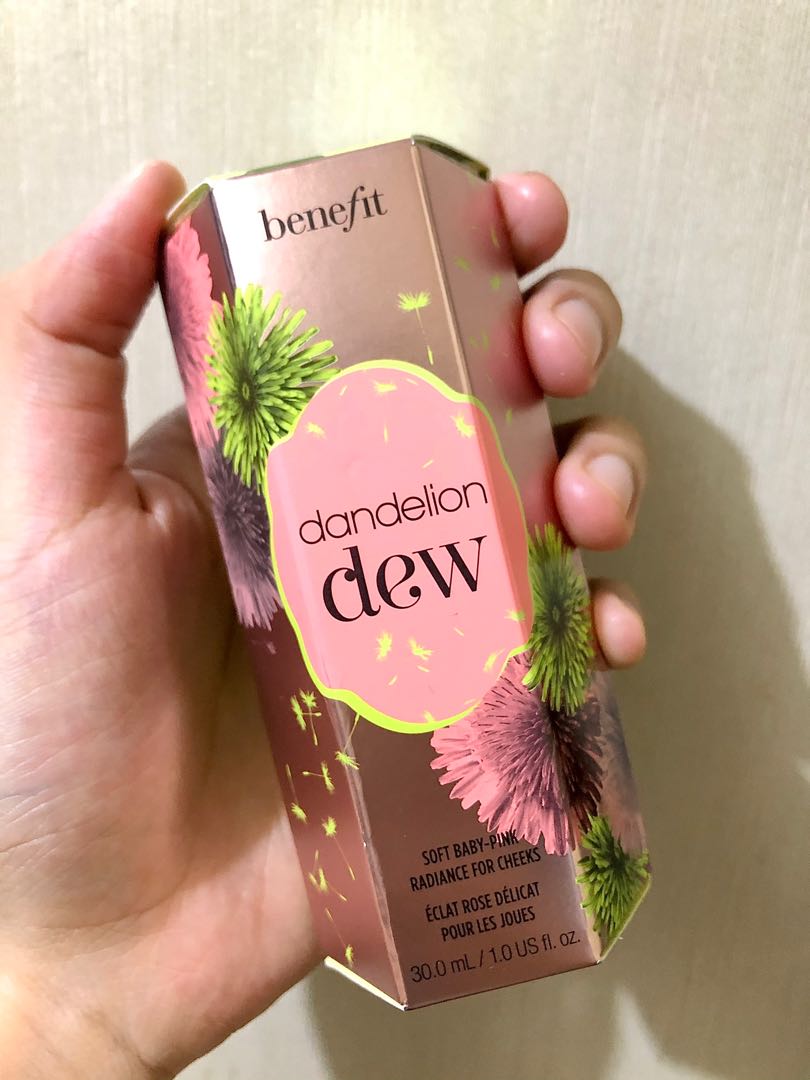 benefit
dandelion
dew
SOFT BABY-PINK
RADIANCE FOR CHEEKS
ÉCLAT ROSE DÉLICAT
POUR LES JOUES
30.0 mL / 1.0 US fl. oz.